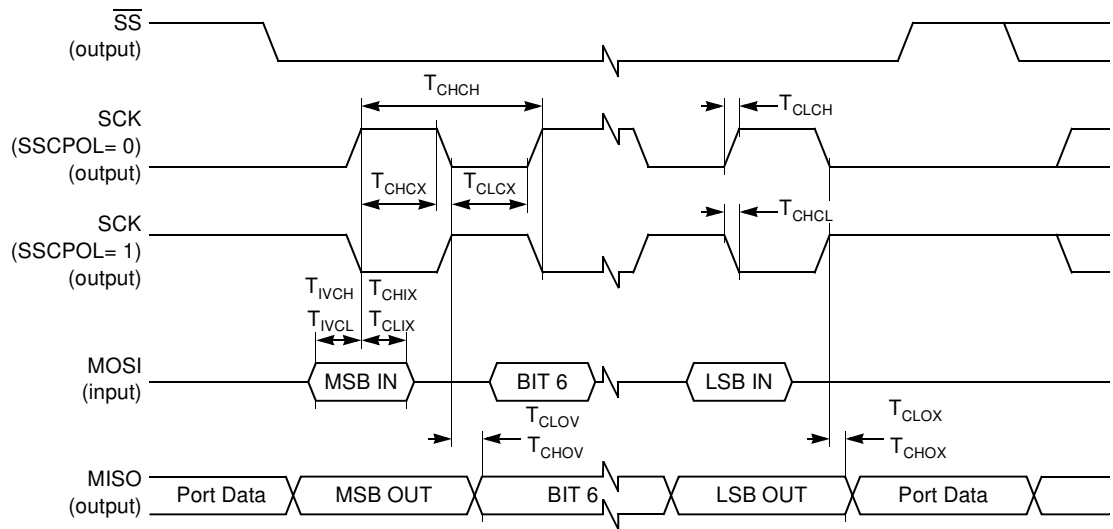 SS
(output)
T_CHCH
T_CLCH
SCK
(SSCPOL= 0)
(output)
T_CHCX
T_CLCX
T_CHCL
SCK
(SSCPOL= 1)
(output)
T_IVCH
T_CHIX
T_IVCL
T_CLIX
MOSI
(input)
MSB IN
BIT 6
LSB IN
T_CLOV
T_CHOV
T_CLOX
T_CHOX
MISO
(output)
Port Data
MSB OUT
BIT 6
LSB OUT
Port Data